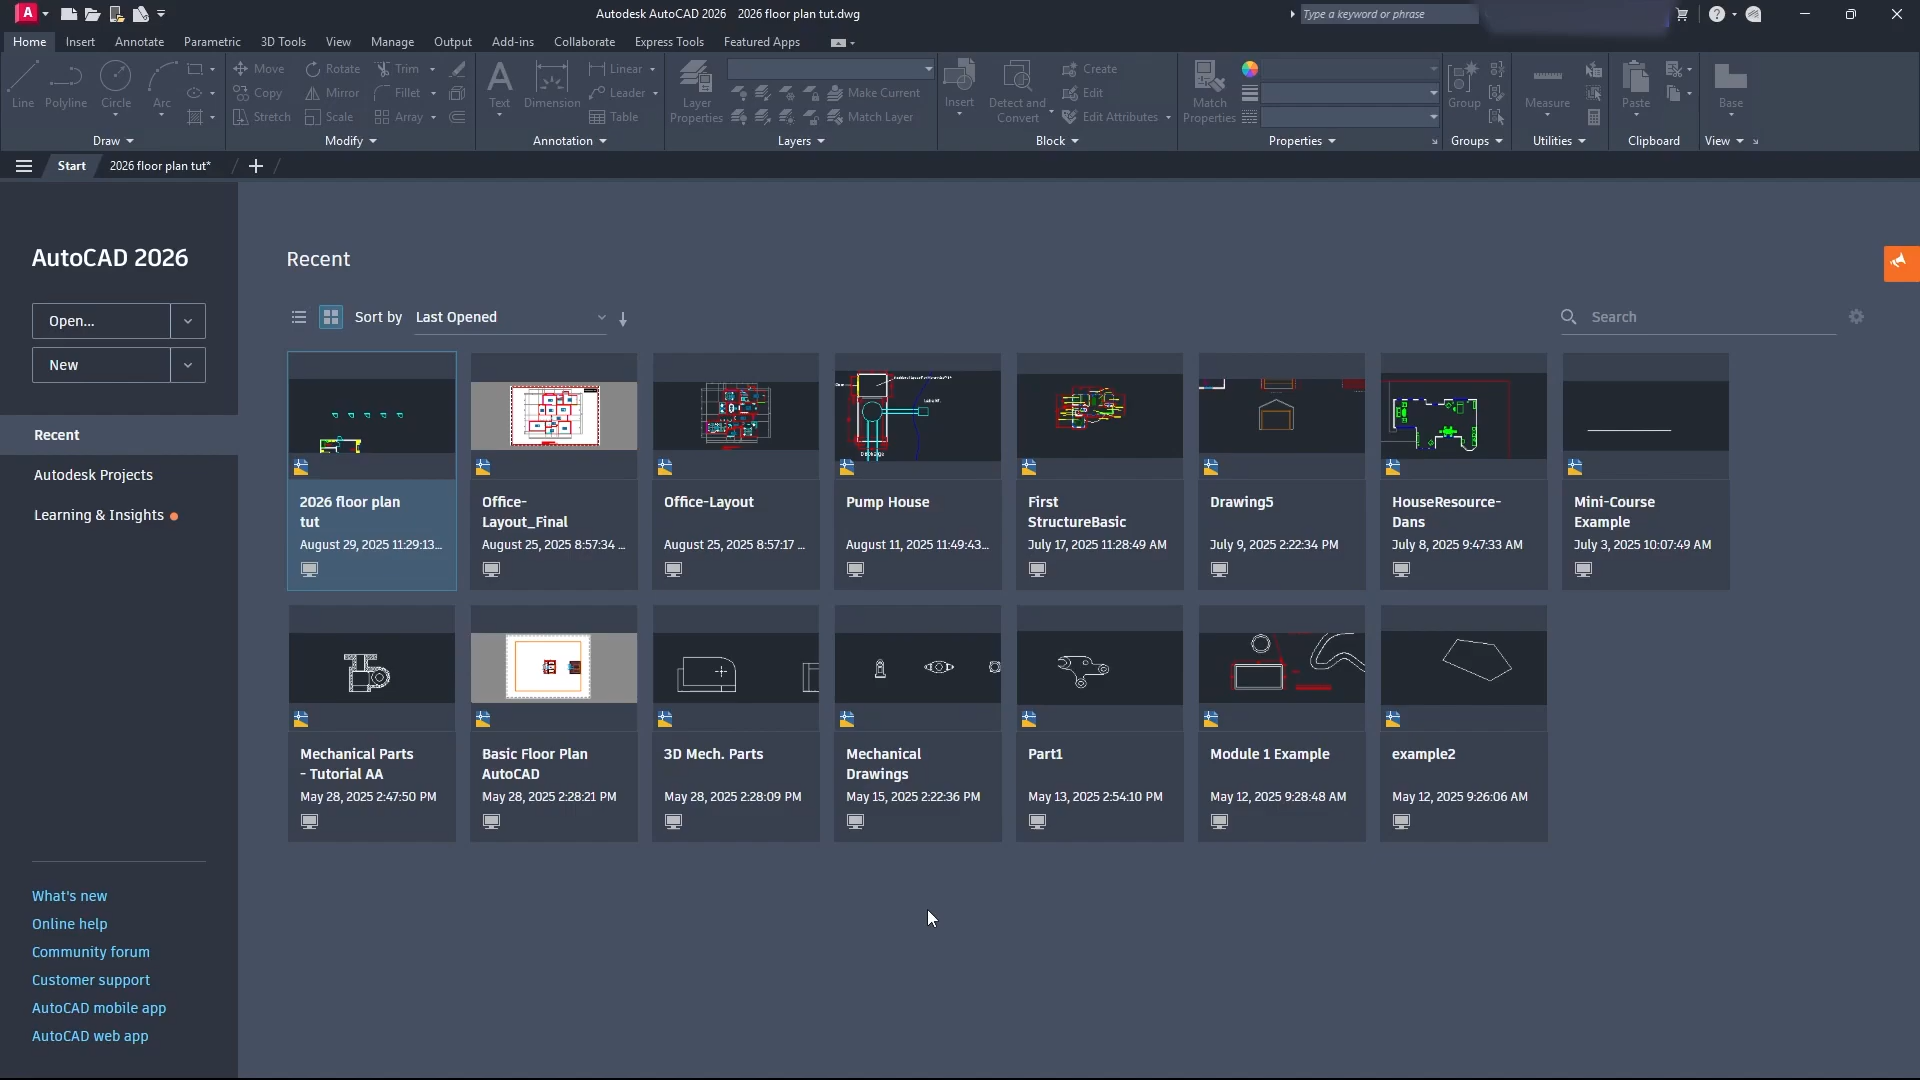 Autodesk AutoCAD 2026 2026 floor plan tut.dwg
Type a keyword or phrase
Home Insert Annotate Parametric 3D Tools View Manage Output Add-ins Collaborate Express Tools Featured Apps
Line Polyline Circle Arc
Move Rotate Trim
Copy Mirror Fillet
Stretch Scale Array
Text Dimension
Linear
Leader
Table
Layer Properties
Make Current
Match Layer
Insert Detect and Convert
Create
Edit
Edit Attributes
Match Properties
Group
Measure
Paste
Base
Draw Modify Annotation Layers Block Properties Groups Utilities Clipboard View
Start 2026 floor plan tut*
AutoCAD 2026
Open...
New
Recent
Autodesk Projects
Learning & Insights
What's new
Online help
Community forum
Customer support
AutoCAD mobile app
AutoCAD web app
Recent
Sort by Last Opened
Search
2026 floor plan
tut
August 29, 2025 11:29:13...
Office-
Layout_Final
August 25, 2025 8:57:34 ...
Office-Layout
August 25, 2025 8:57:17 ...
Pump House
August 11, 2025 11:49:43...
First
StructureBasic
July 17, 2025 11:28:49 AM
Drawing5
July 9, 2025 2:22:34 PM
HouseResource-
Dans
July 8, 2025 9:47:33 AM
Mini-Course
Example
July 3, 2025 10:07:49 AM
Mechanical Parts
- Tutorial AA
May 28, 2025 2:47:50 PM
Basic Floor Plan
AutoCAD
May 28, 2025 2:28:21 PM
3D Mech. Parts
May 28, 2025 2:28:09 PM
Mechanical
Drawings
May 15, 2025 2:22:36 PM
Part1
May 13, 2025 2:54:10 PM
Module 1 Example
May 12, 2025 9:28:48 AM
example2
May 12, 2025 9:26:06 AM